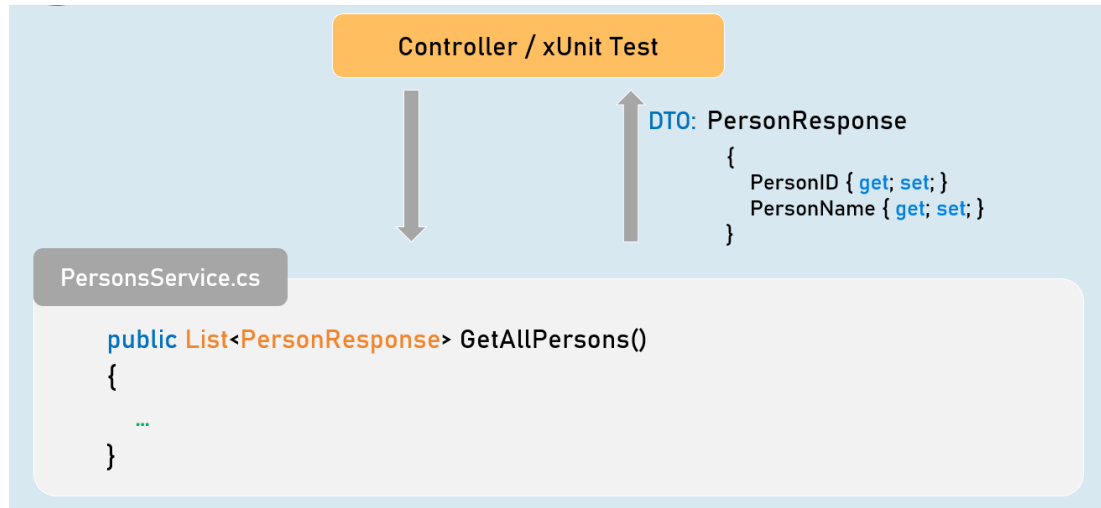 Controller / xUnit Test
DTO: PersonResponse
{
PersonID { get; set; }
PersonName { get; set; }
}
PersonsService.cs
public List<PersonResponse> GetAllPersons()
{
...
}